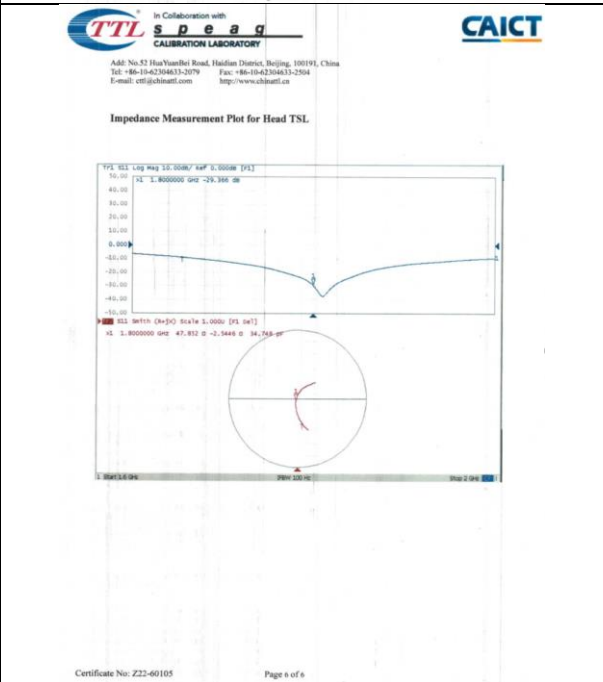 TTL
In Collaboration with
s p e a g
CALIBRATION LABORATORY
CAICT
Add: No.52 HuaYuanBei Road, Haidian District, Beijing, 100191, China
Tel: +86-10-62304633-2079 Fax: +86-10-62304633-2504
E-mail: cttl@chinattl.com http://www.chinattl.cn
Impedance Measurement Plot for Head TSL
Tr1 S11 Log Mag 10.00dB/ Ref 0.000dB [F1]
50.00
>1 1.8000000 GHz -29.366 dB
40.00
30.00
20.00
10.00
0.000
-10.00
-20.00
-30.00
-40.00
-50.00
S11 Smith (R+jX) Scale 1.000U [F1 Del]
>1 1.8000000 GHz 47.852 Ω -2.5446 Ω 34.748 pF
1 Start 1.6 GHz IFBW 100 Hz Stop 2 GHz
Certificate No: Z22-60105 Page 6 of 6